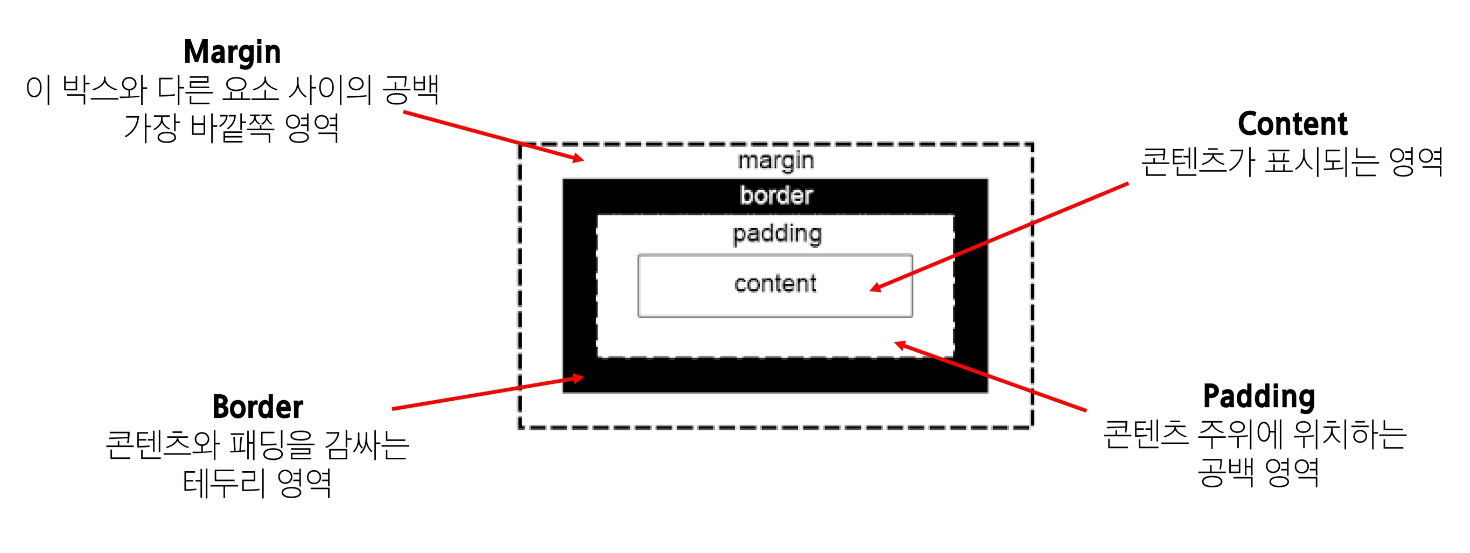 Margin
이 박스와 다른 요소 사이의 공백
가장 바깥쪽 영역
Content
콘텐츠가 표시되는 영역
margin
border
padding
content
Border
콘텐츠와 패딩을 감싸는
테두리 영역
Padding
콘텐츠 주위에 위치하는
공백 영역